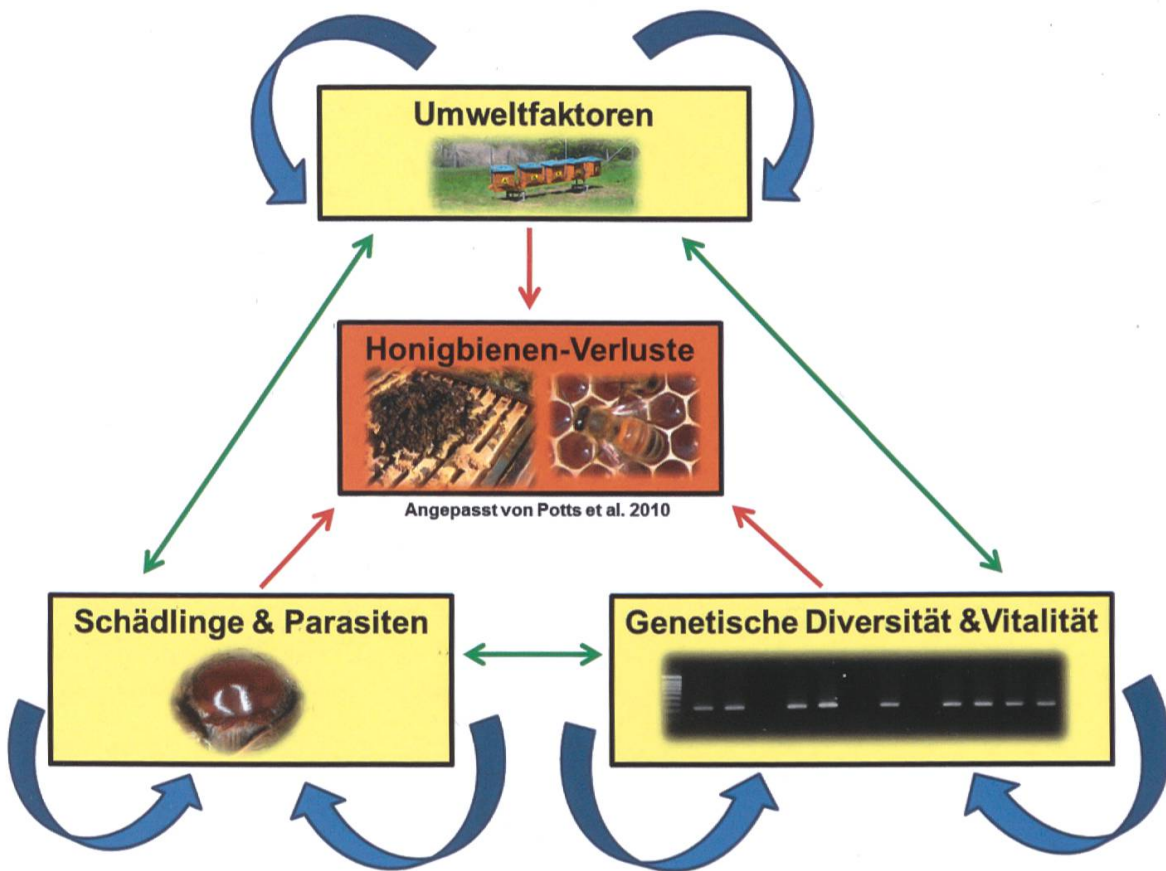 Umweltfaktoren
Honigbienen-Verluste
Angepasst von Potts et al. 2010
Schädlinge & Parasiten
Genetische Diversität &Vitalität